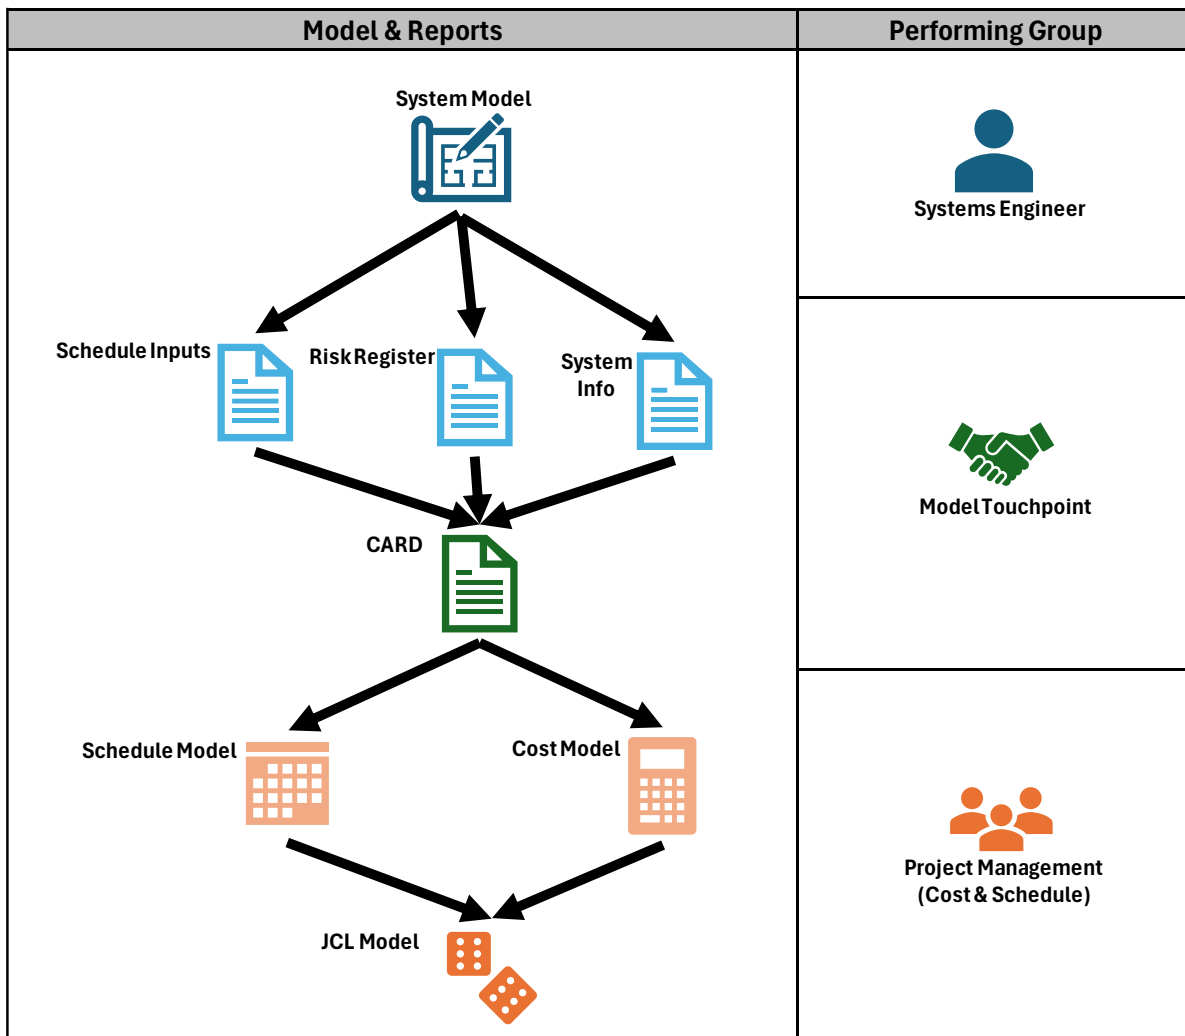 Model & Reports
Performing Group
System Model
Systems Engineer
Schedule Inputs
Risk Register
System
Info
Model Touchpoint
CARD
Schedule Model
Cost Model
Project Management
(Cost & Schedule)
JCL Model